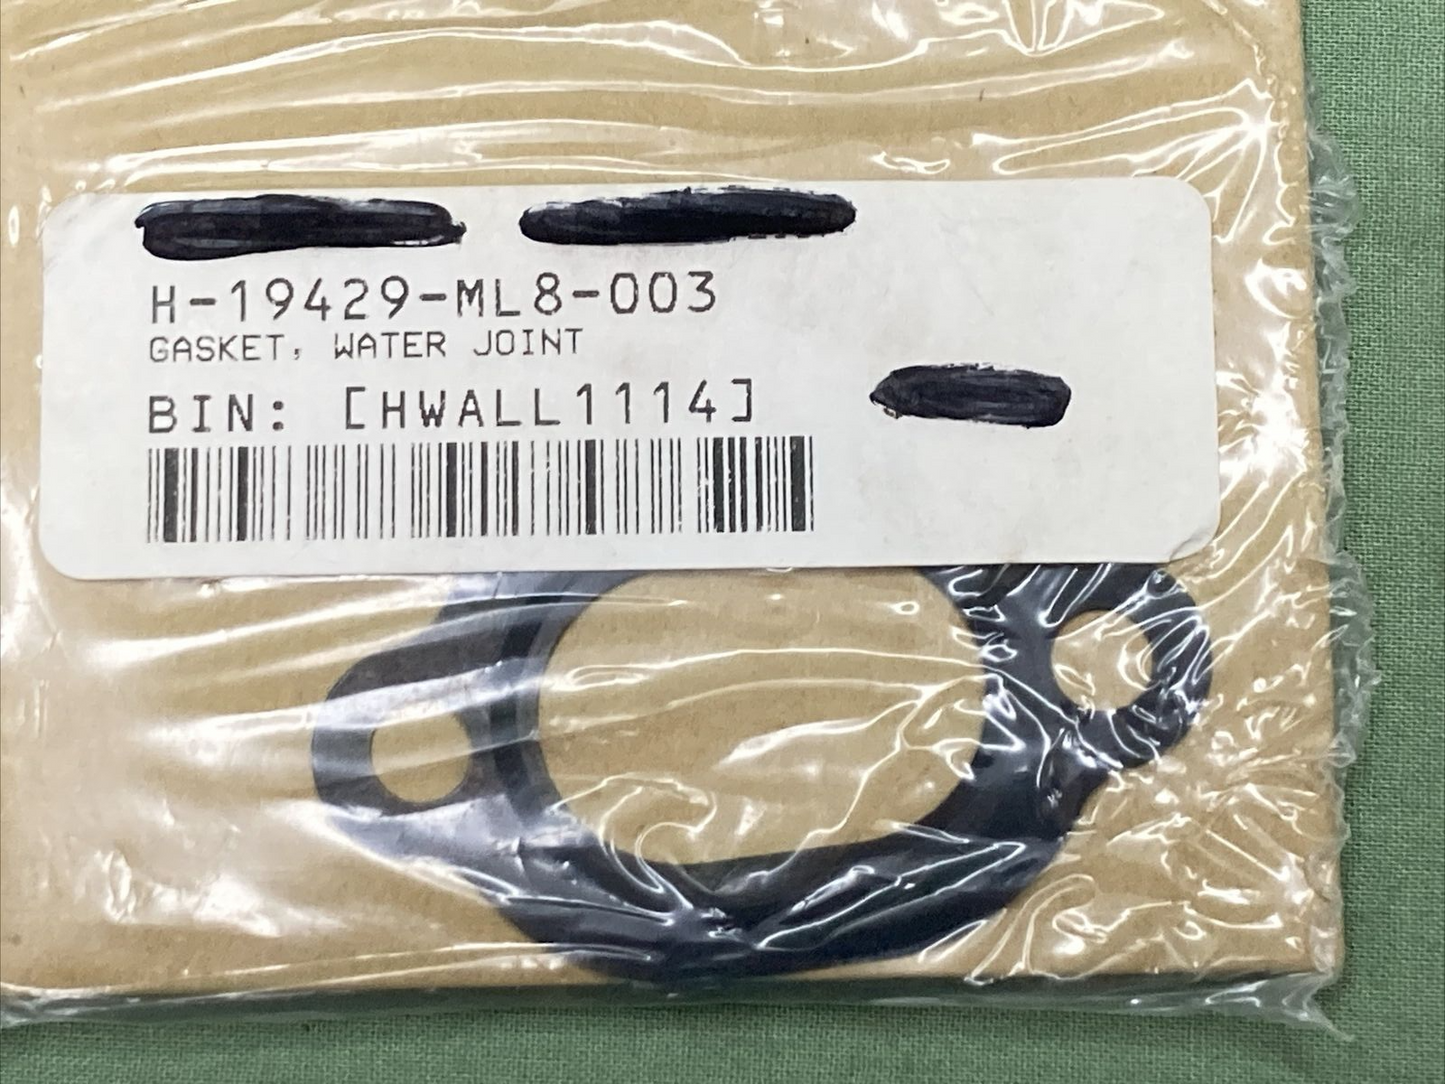 H-19429-ML8-003
GASKET, WATER JOINT
BIN: [HWALL1114]